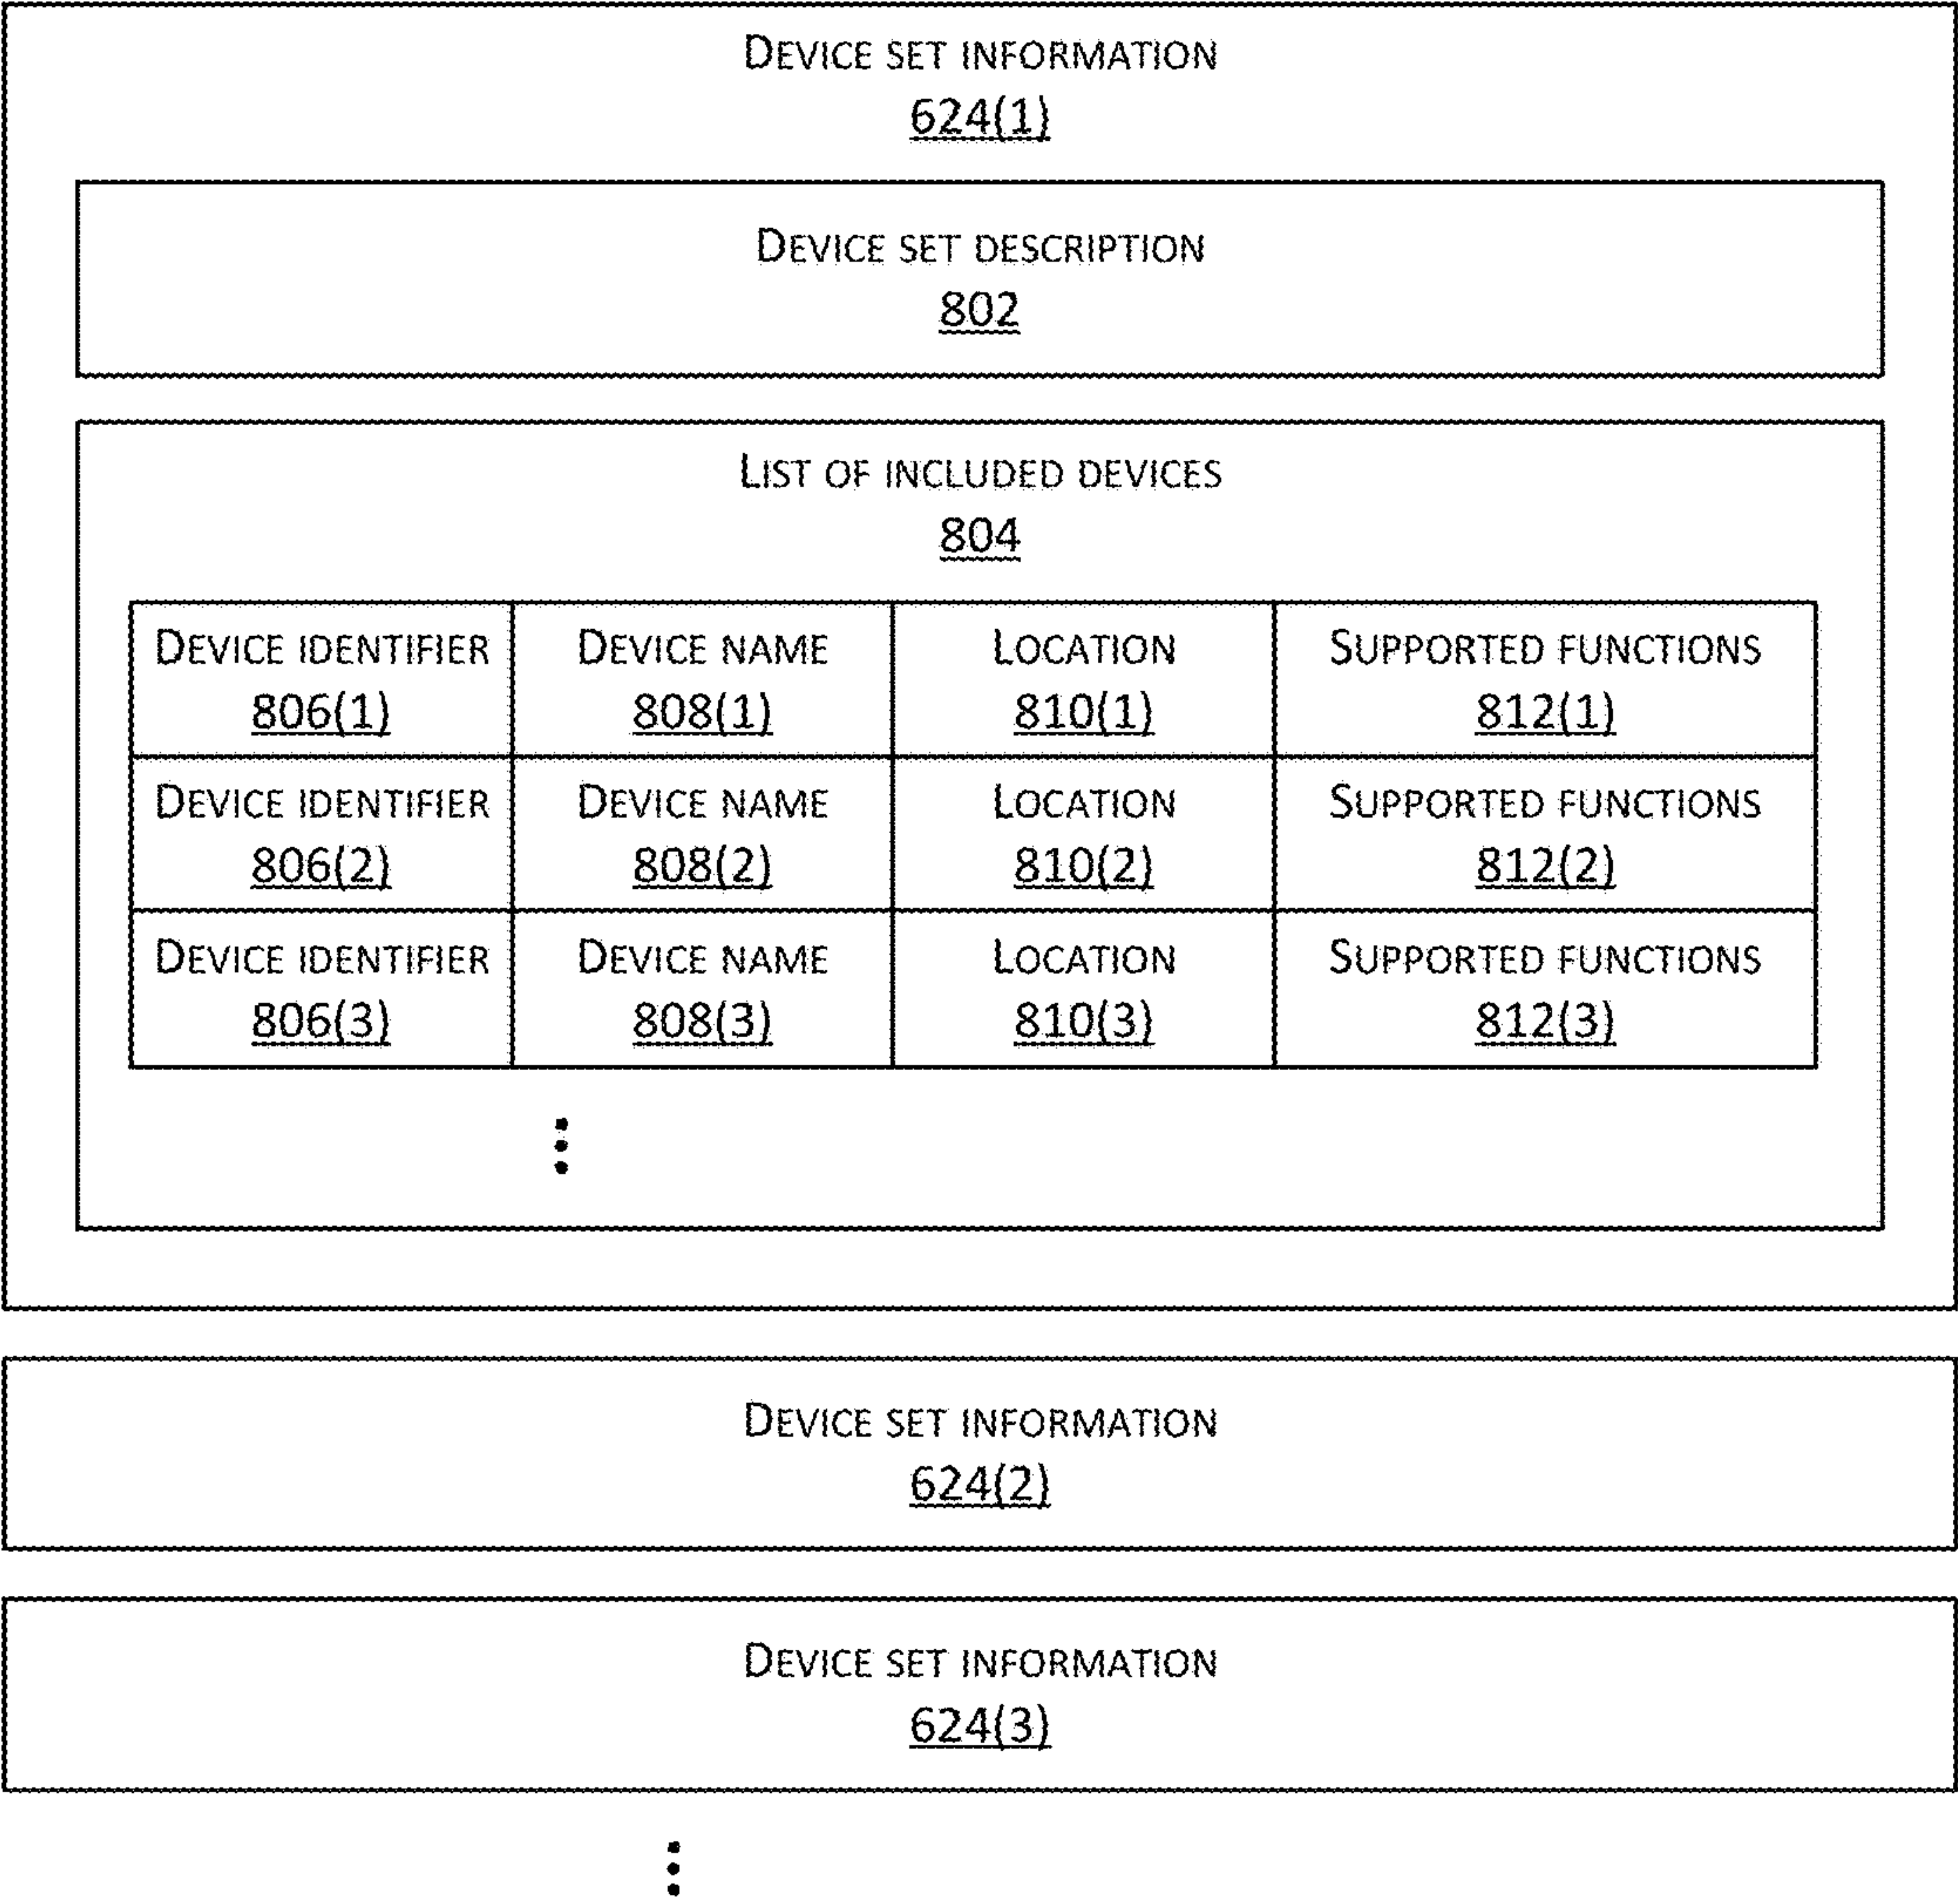 Device set information
624(1)
Device set description
802
List of included devices
804
Device identifier Device name Location Supported functions
806(1) 808(1) 810(1) 812(1)
Device identifier Device name Location Supported functions
806(2) 808(2) 810(2) 812(2)
Device identifier Device name Location Supported functions
806(3) 808(3) 810(3) 812(3)
Device set information
624(2)
Device set information
624(3)